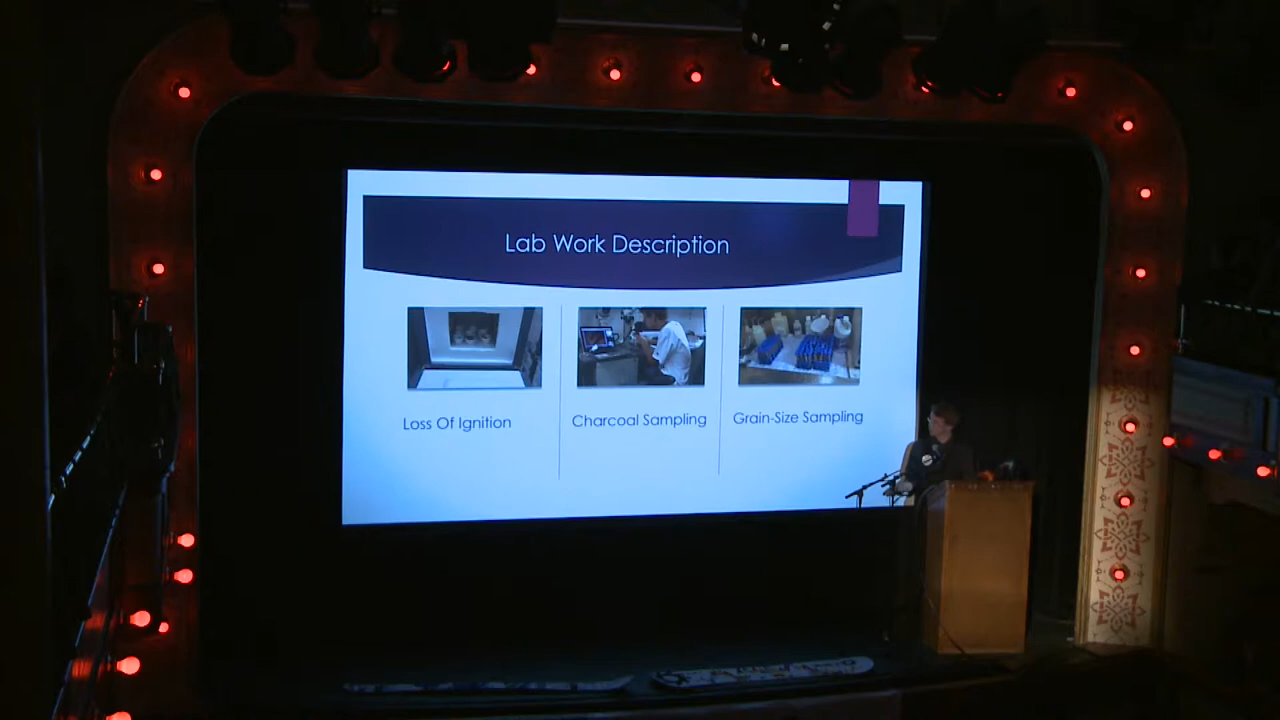 Lab Work Description
Loss Of Ignition
Charcoal Sampling
Grain-Size Sampling